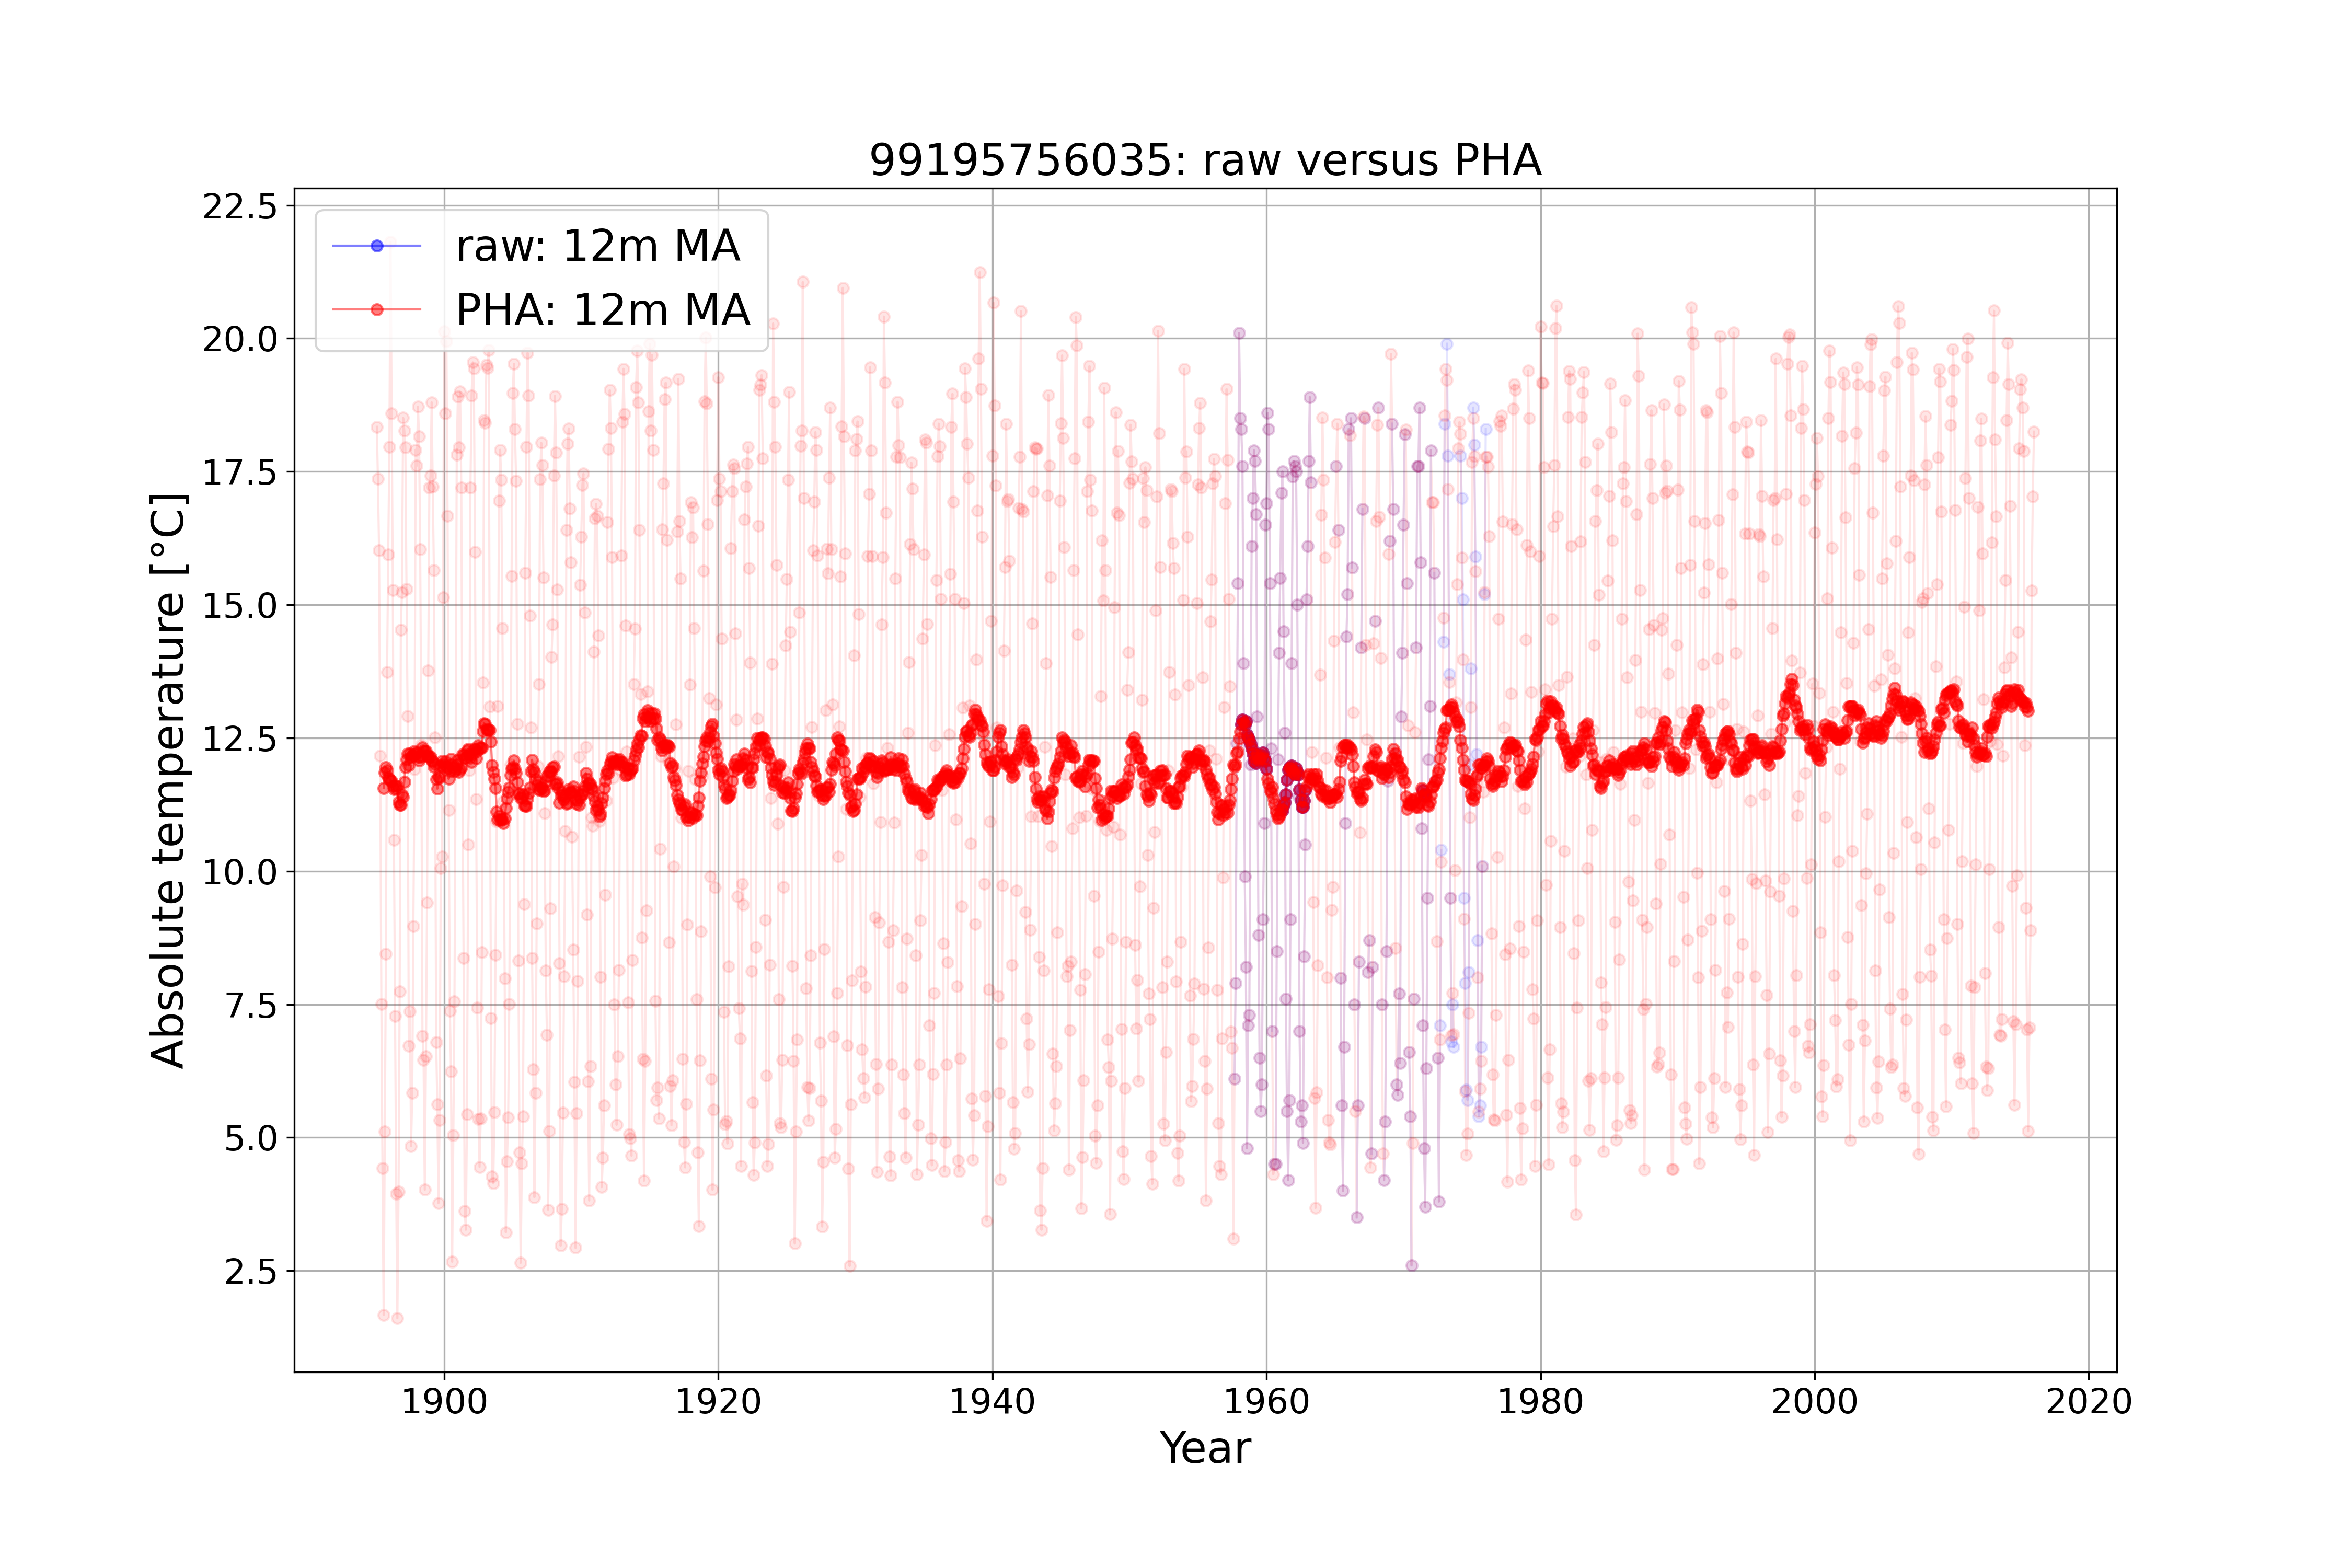 99195756035: raw versus PHA
raw: 12m MA
PHA: 12m MA
Absolute temperature [°C]
22.5
20.0
17.5
15.0
12.5
10.0
7.5
5.0
2.5
1900 1920 1940 1960 1980 2000 2020
Year